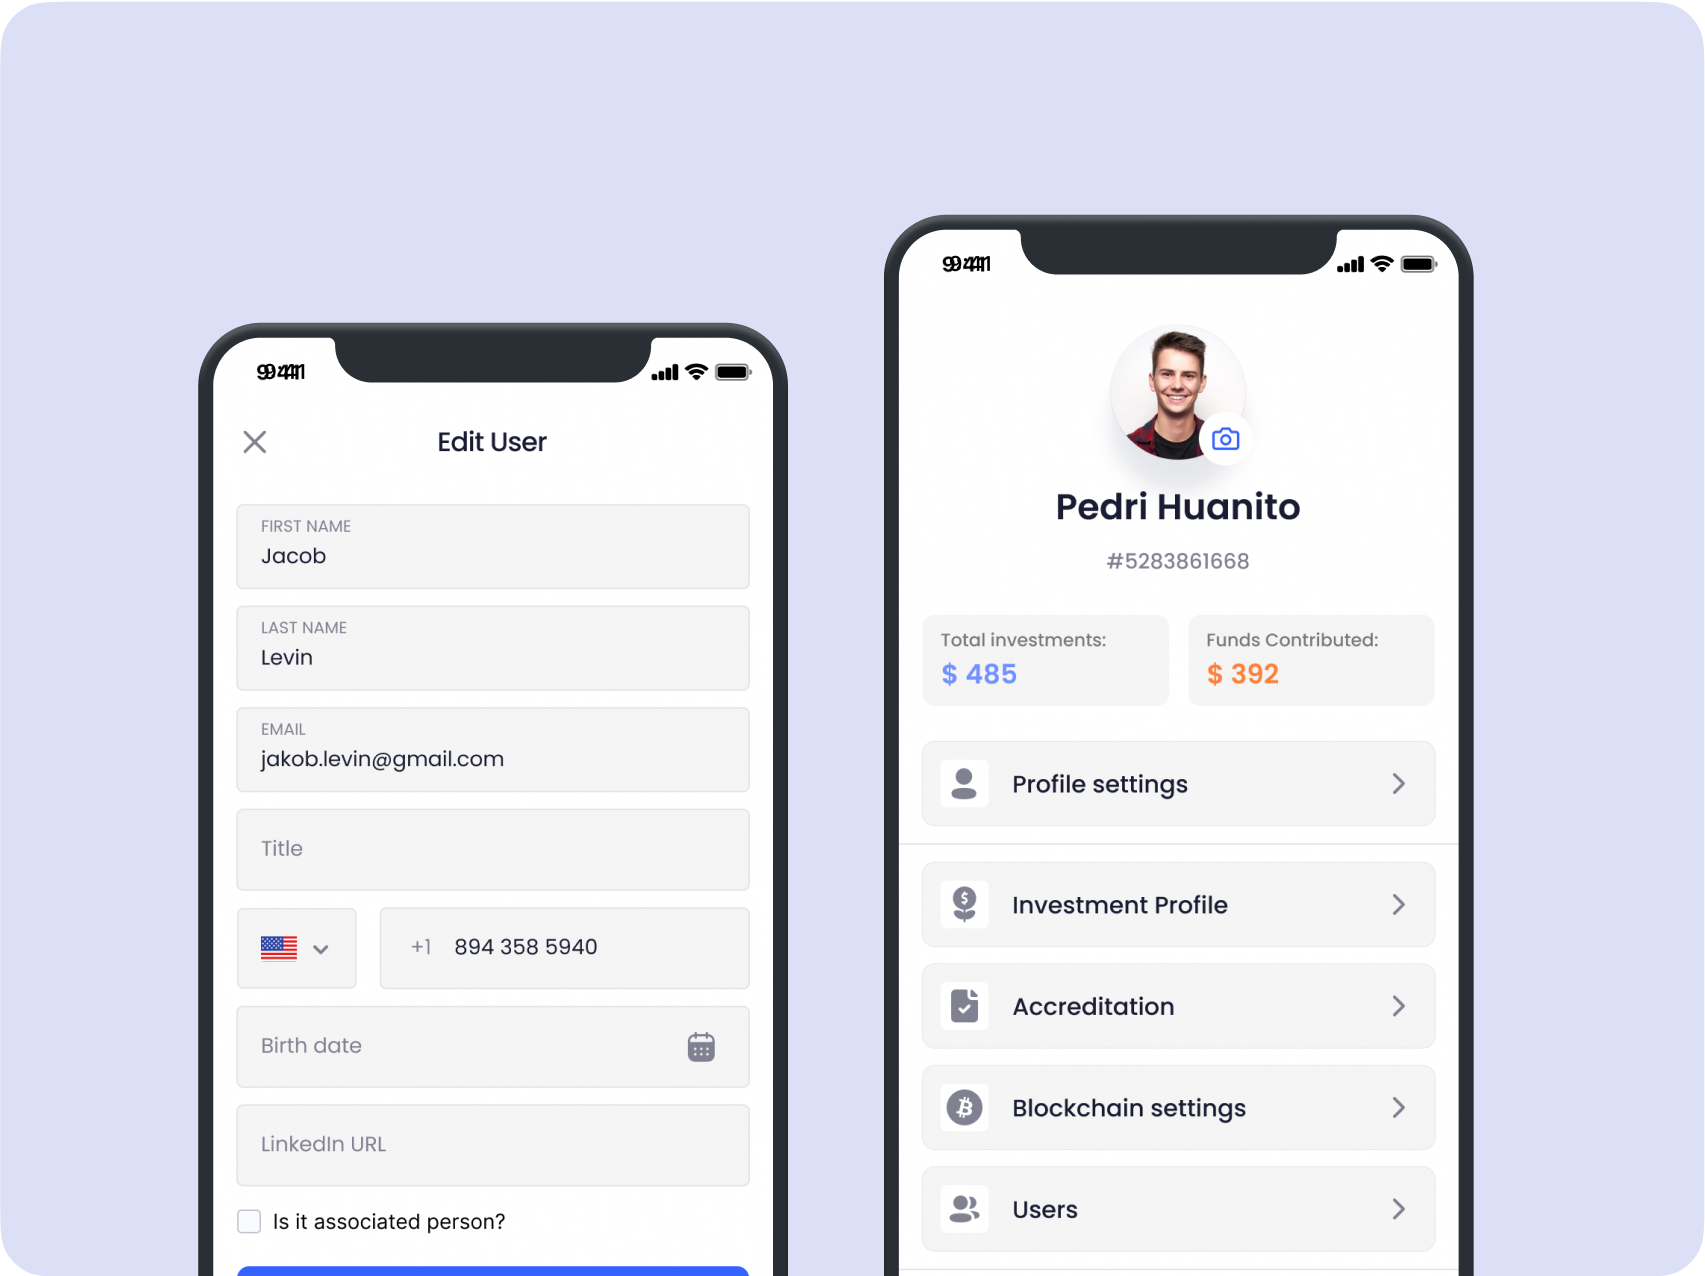 9:41
Edit User
FIRST NAME
Jacob
LAST NAME
Levin
EMAIL
jakob.levin@gmail.com
Title
+1 894 358 5940
Birth date
LinkedIn URL
Is it associated person?
9:41
Pedri Huanito
#5283861668
Total investments:
$ 485
Funds Contributed:
$ 392
Profile settings
Investment Profile
Accreditation
Blockchain settings
Users